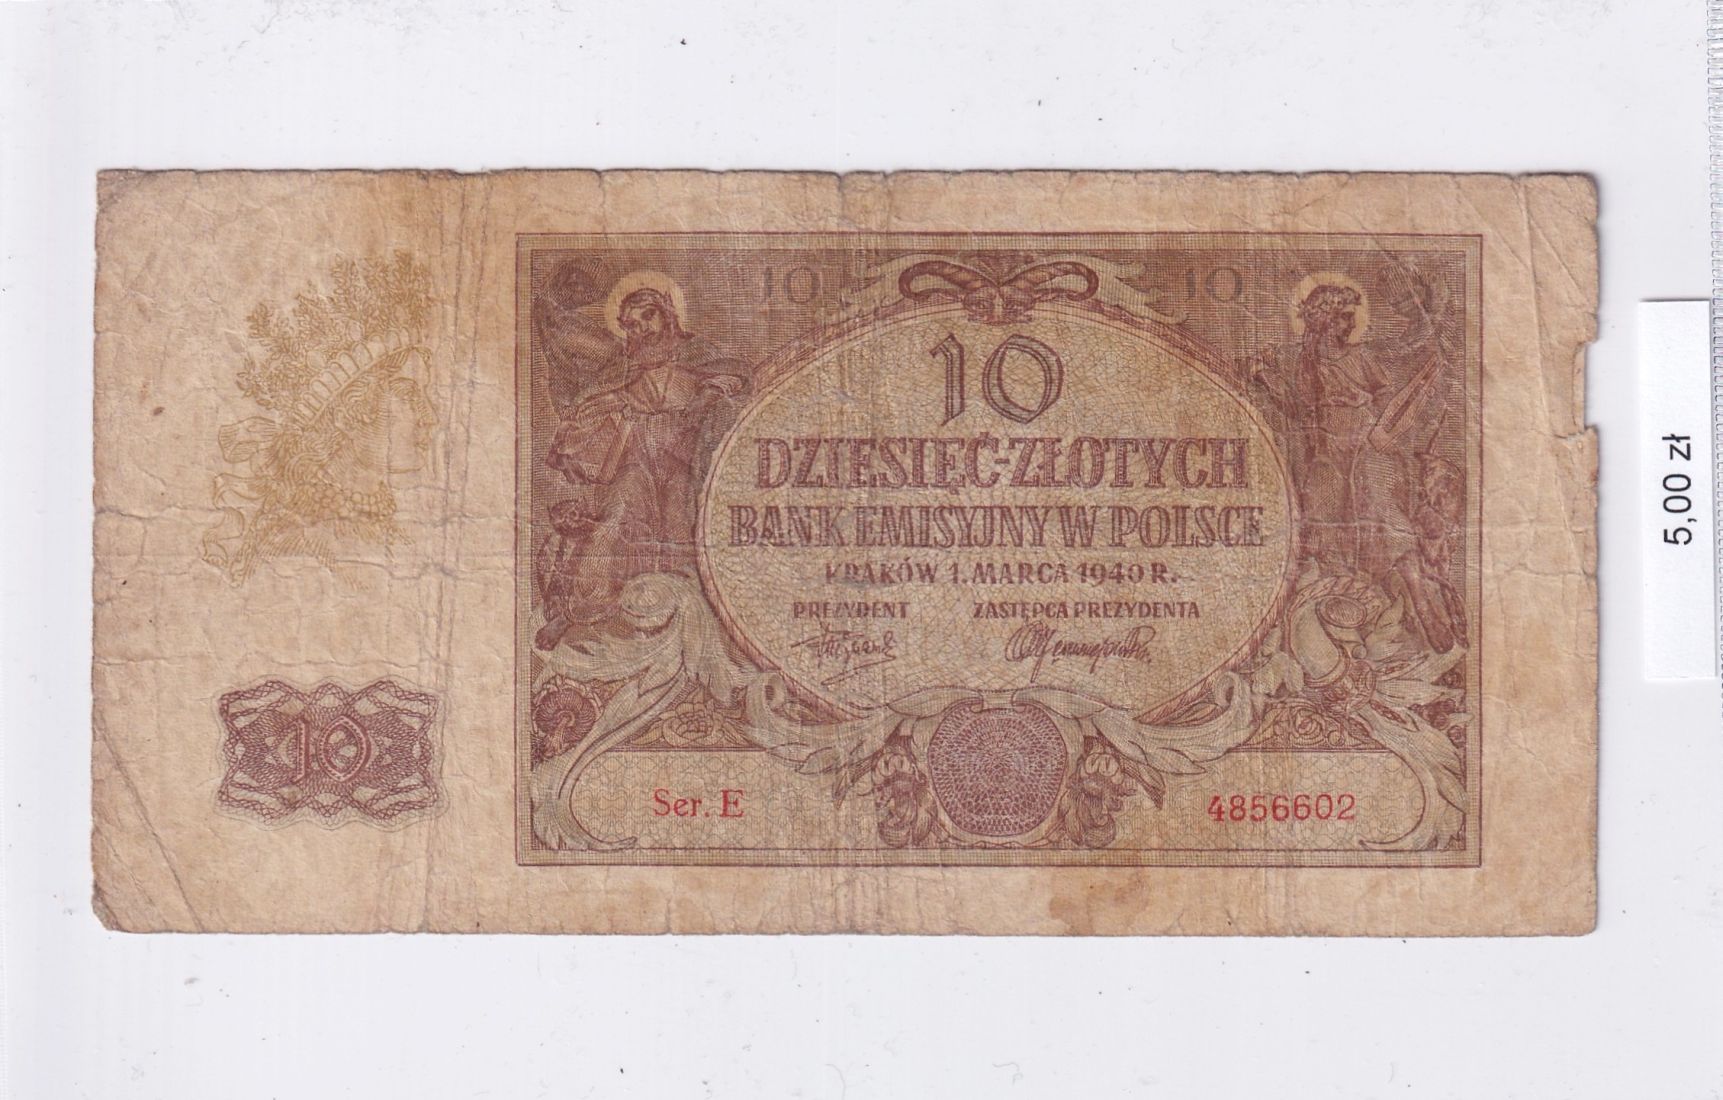 10 10
10
DZIESIĘĆ-ZŁOTYCH
BANK EMISYJNY W POLSCE
KRAKÓW 1. MARCA 1940 R.
PREZYDENT ZASTĘPCA PREZYDENTA
10
Ser. E 4856602
5,00 zł